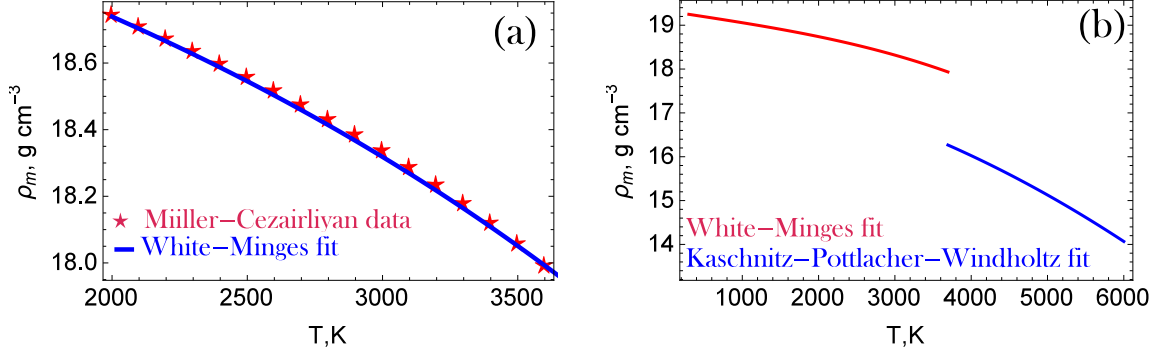 (a)
18.6
18.4
18.2
18.0
ρm, g cm−3
Miiller−Cezairliyan data
White−Minges fit
2000 2500 3000 3500
T,K
(b)
19
18
17
16
15
14
ρm, g cm−3
White−Minges fit
Kaschnitz−Pottlacher−Windholtz fit
1000 2000 3000 4000 5000 6000
T,K